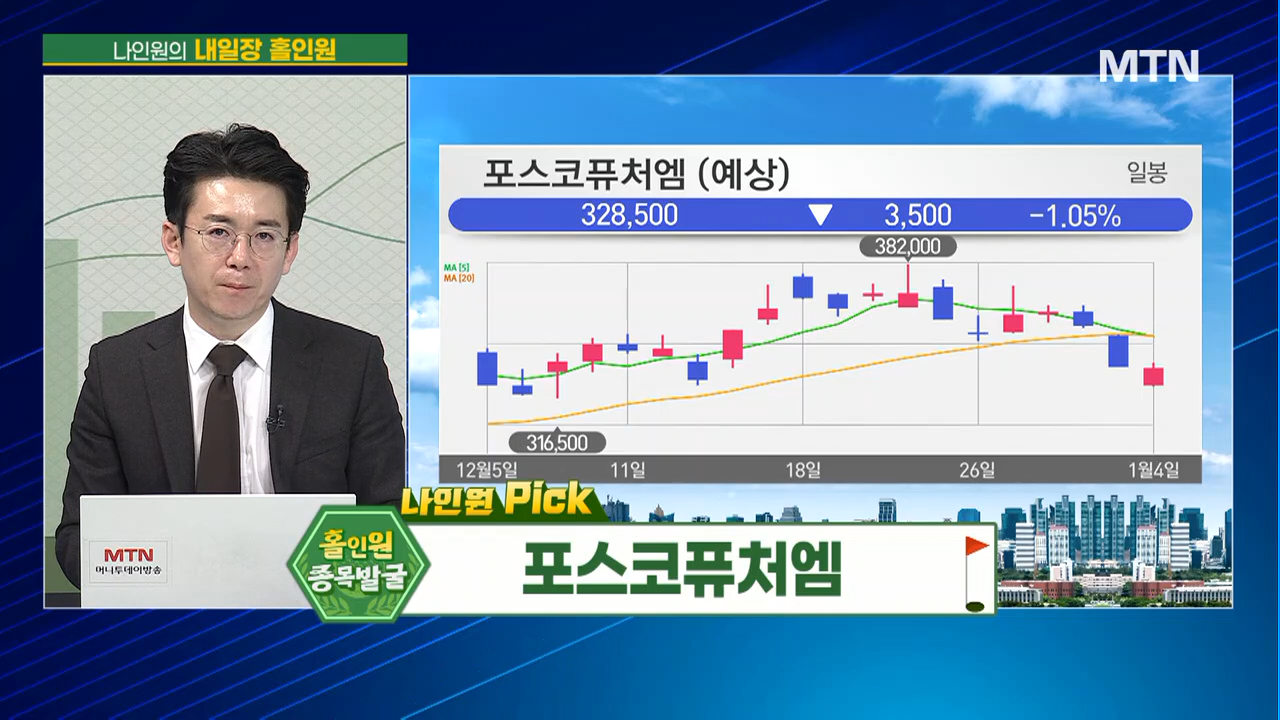 나인원의 내일장 홀인원
MTN
포스코퓨처엠 (예상)
일봉
328,500 ▼ 3,500 -1.05%
382,000
MA [5]
MA [20]
316,500
12월5일 11일 18일 26일 1월4일
나인원 Pick
홀인원
종목발굴
포스코퓨처엠
MTN
머니투데이방송